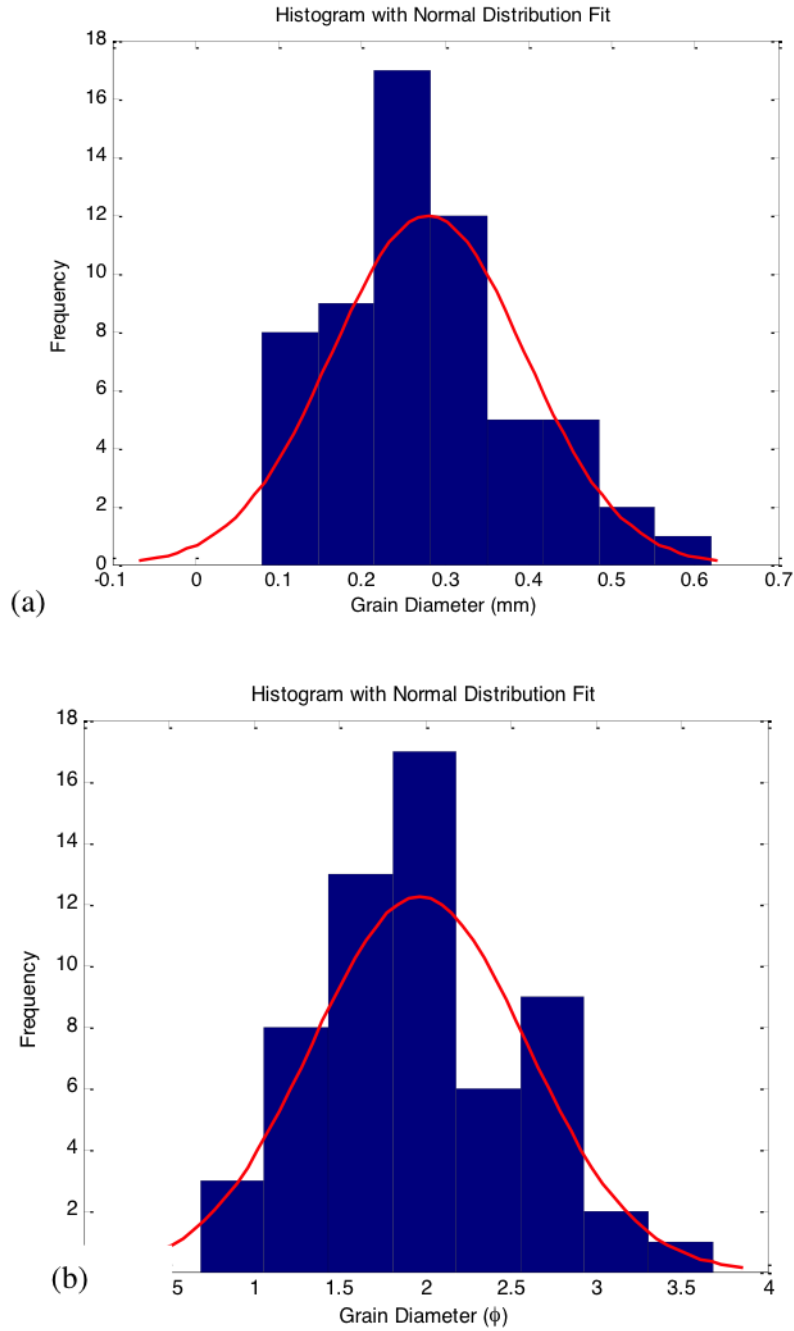 Histogram with Normal Distribution Fit
18
16
14
12
10
8
6
4
2
0
Frequency
-0.1 0 0.1 0.2 0.3 0.4 0.5 0.6 0.7
Grain Diameter (mm)
(a)
Histogram with Normal Distribution Fit
18
16
14
12
10
8
6
4
2
Frequency
5 1 1.5 2 2.5 3 3.5 4
Grain Diameter (ϕ)
(b)